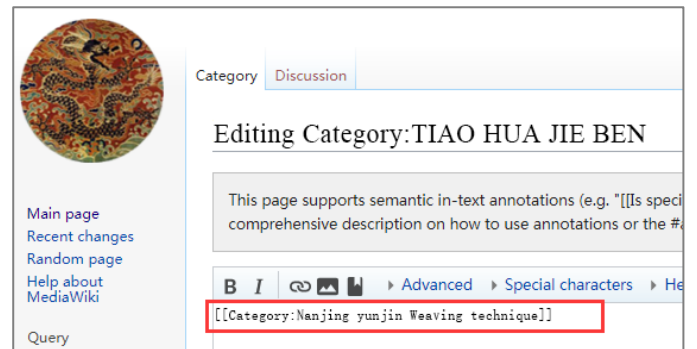 Category Discussion
Editing Category:TIAO HUA JIE BEN
This page supports semantic in-text annotations (e.g. "[[Is speci
comprehensive description on how to use annotations or the #a
Main page
Recent changes
Random page
Help about
MediaWiki
Query
B I Advanced Special characters He
[[Category:Nanjing yunjin Weaving technique]]